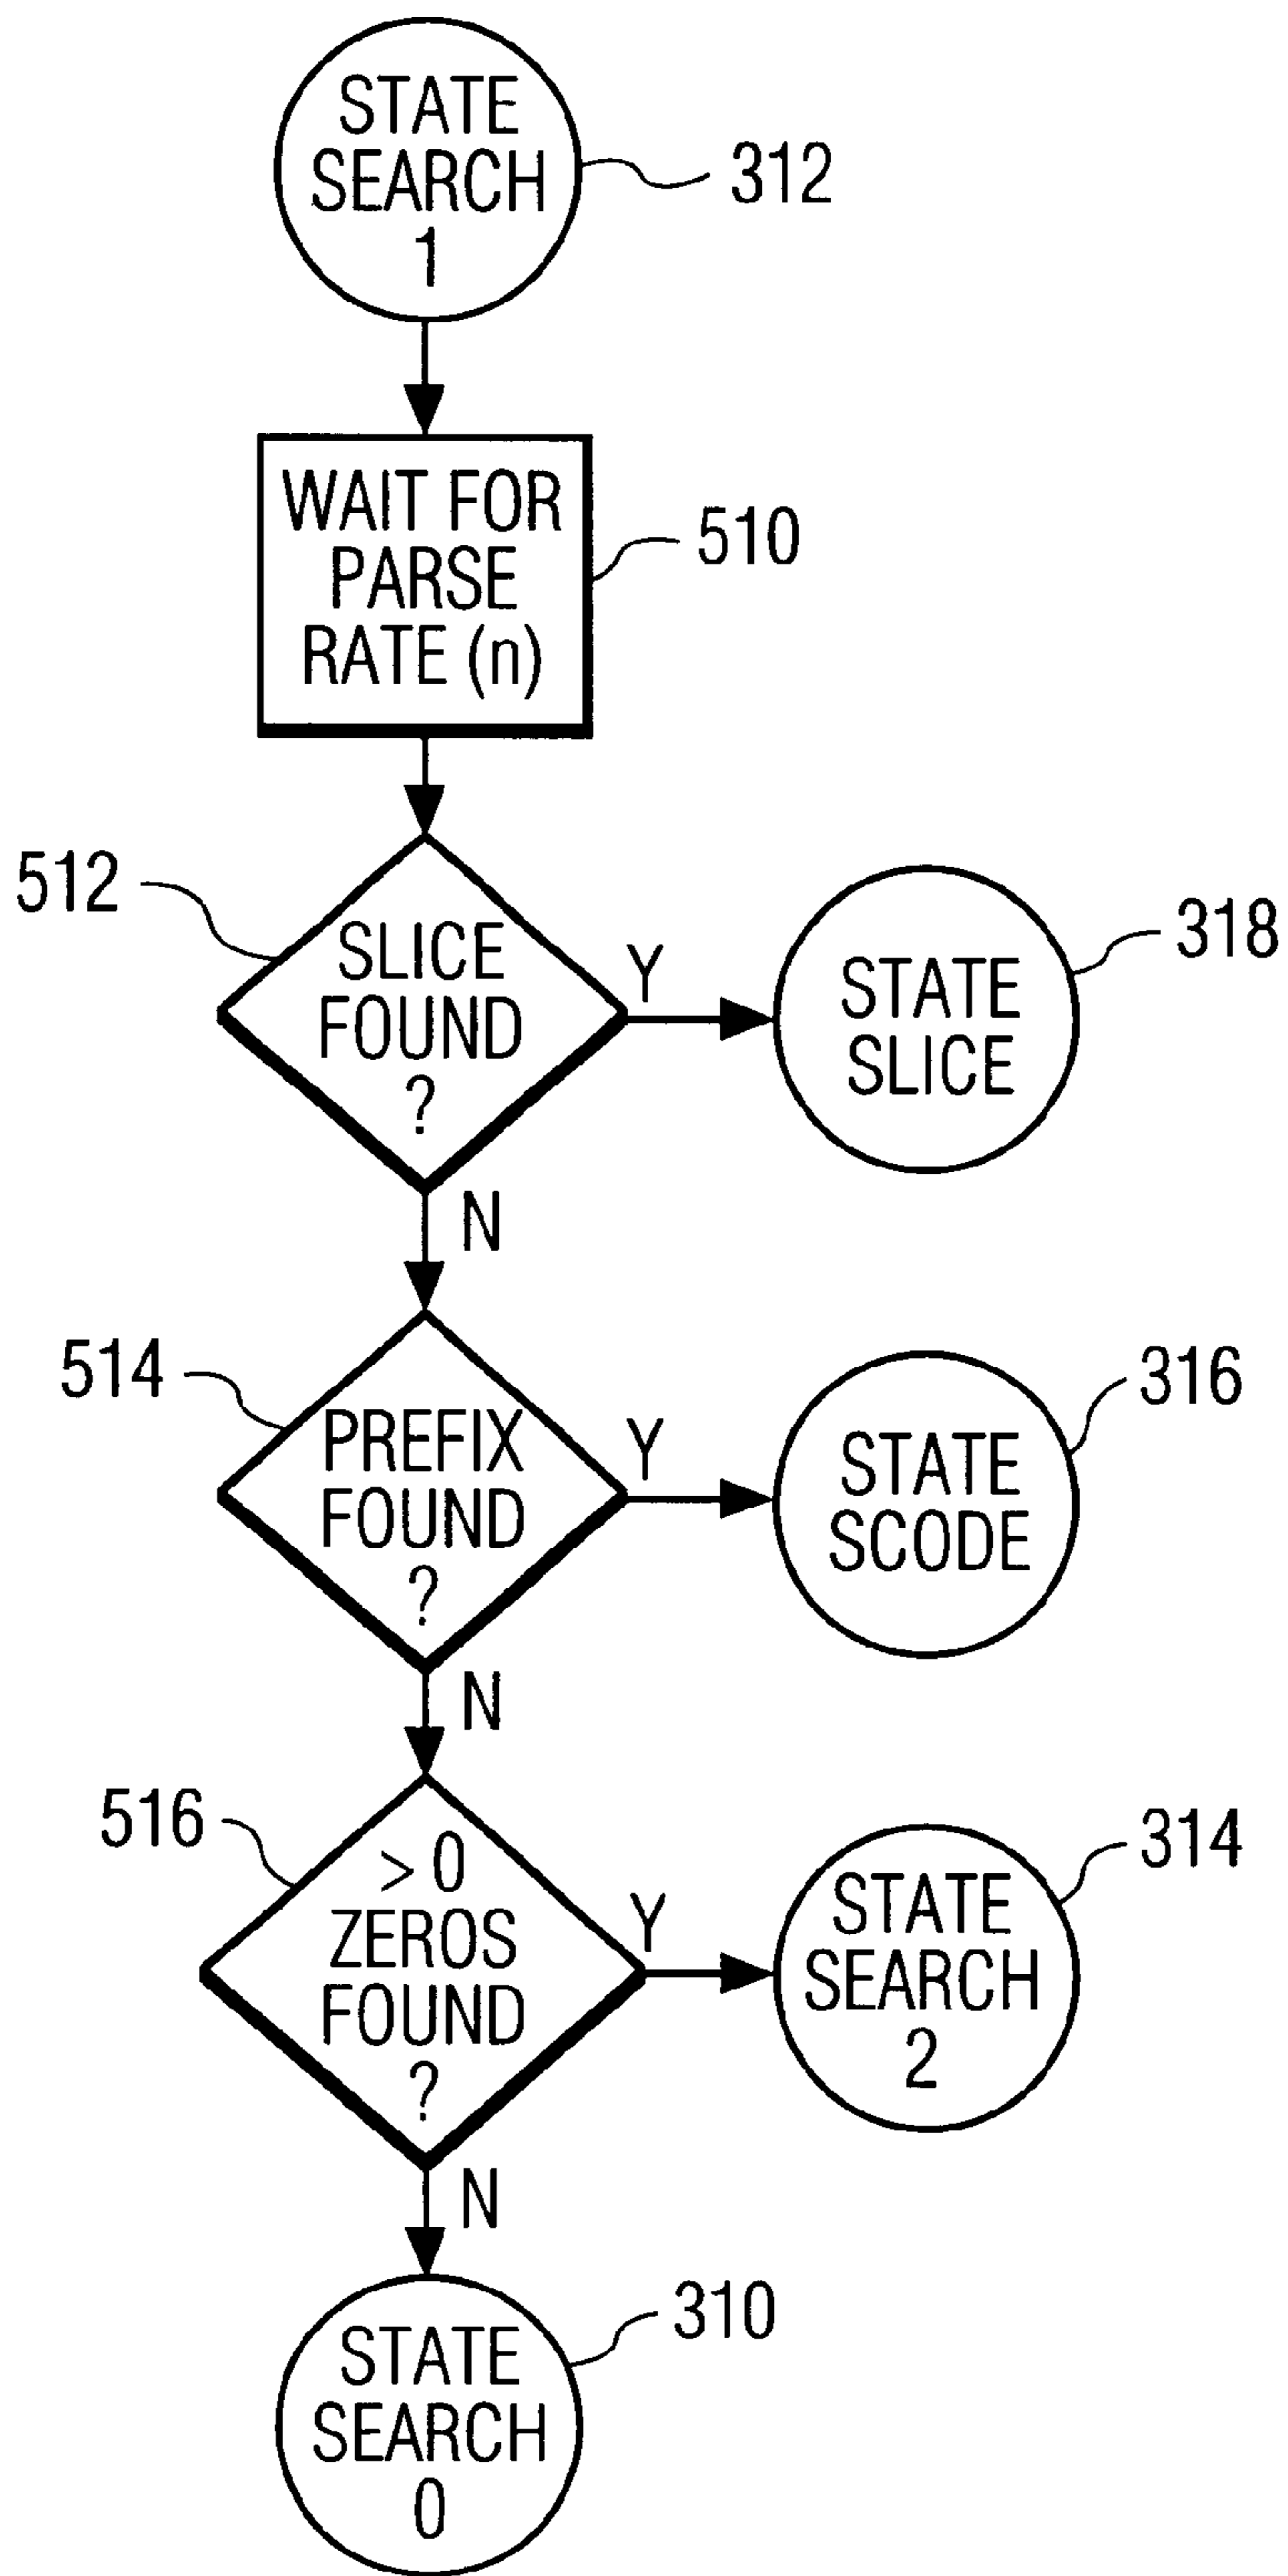 STATE
SEARCH
1
312
WAIT FOR
PARSE
RATE (n)
510
512
SLICE
FOUND
?
Y
N
318
STATE
SLICE
514
PREFIX
FOUND
?
Y
N
316
STATE
SCODE
516
> 0
ZEROS
FOUND
?
Y
N
314
STATE
SEARCH
2
310
STATE
SEARCH
0